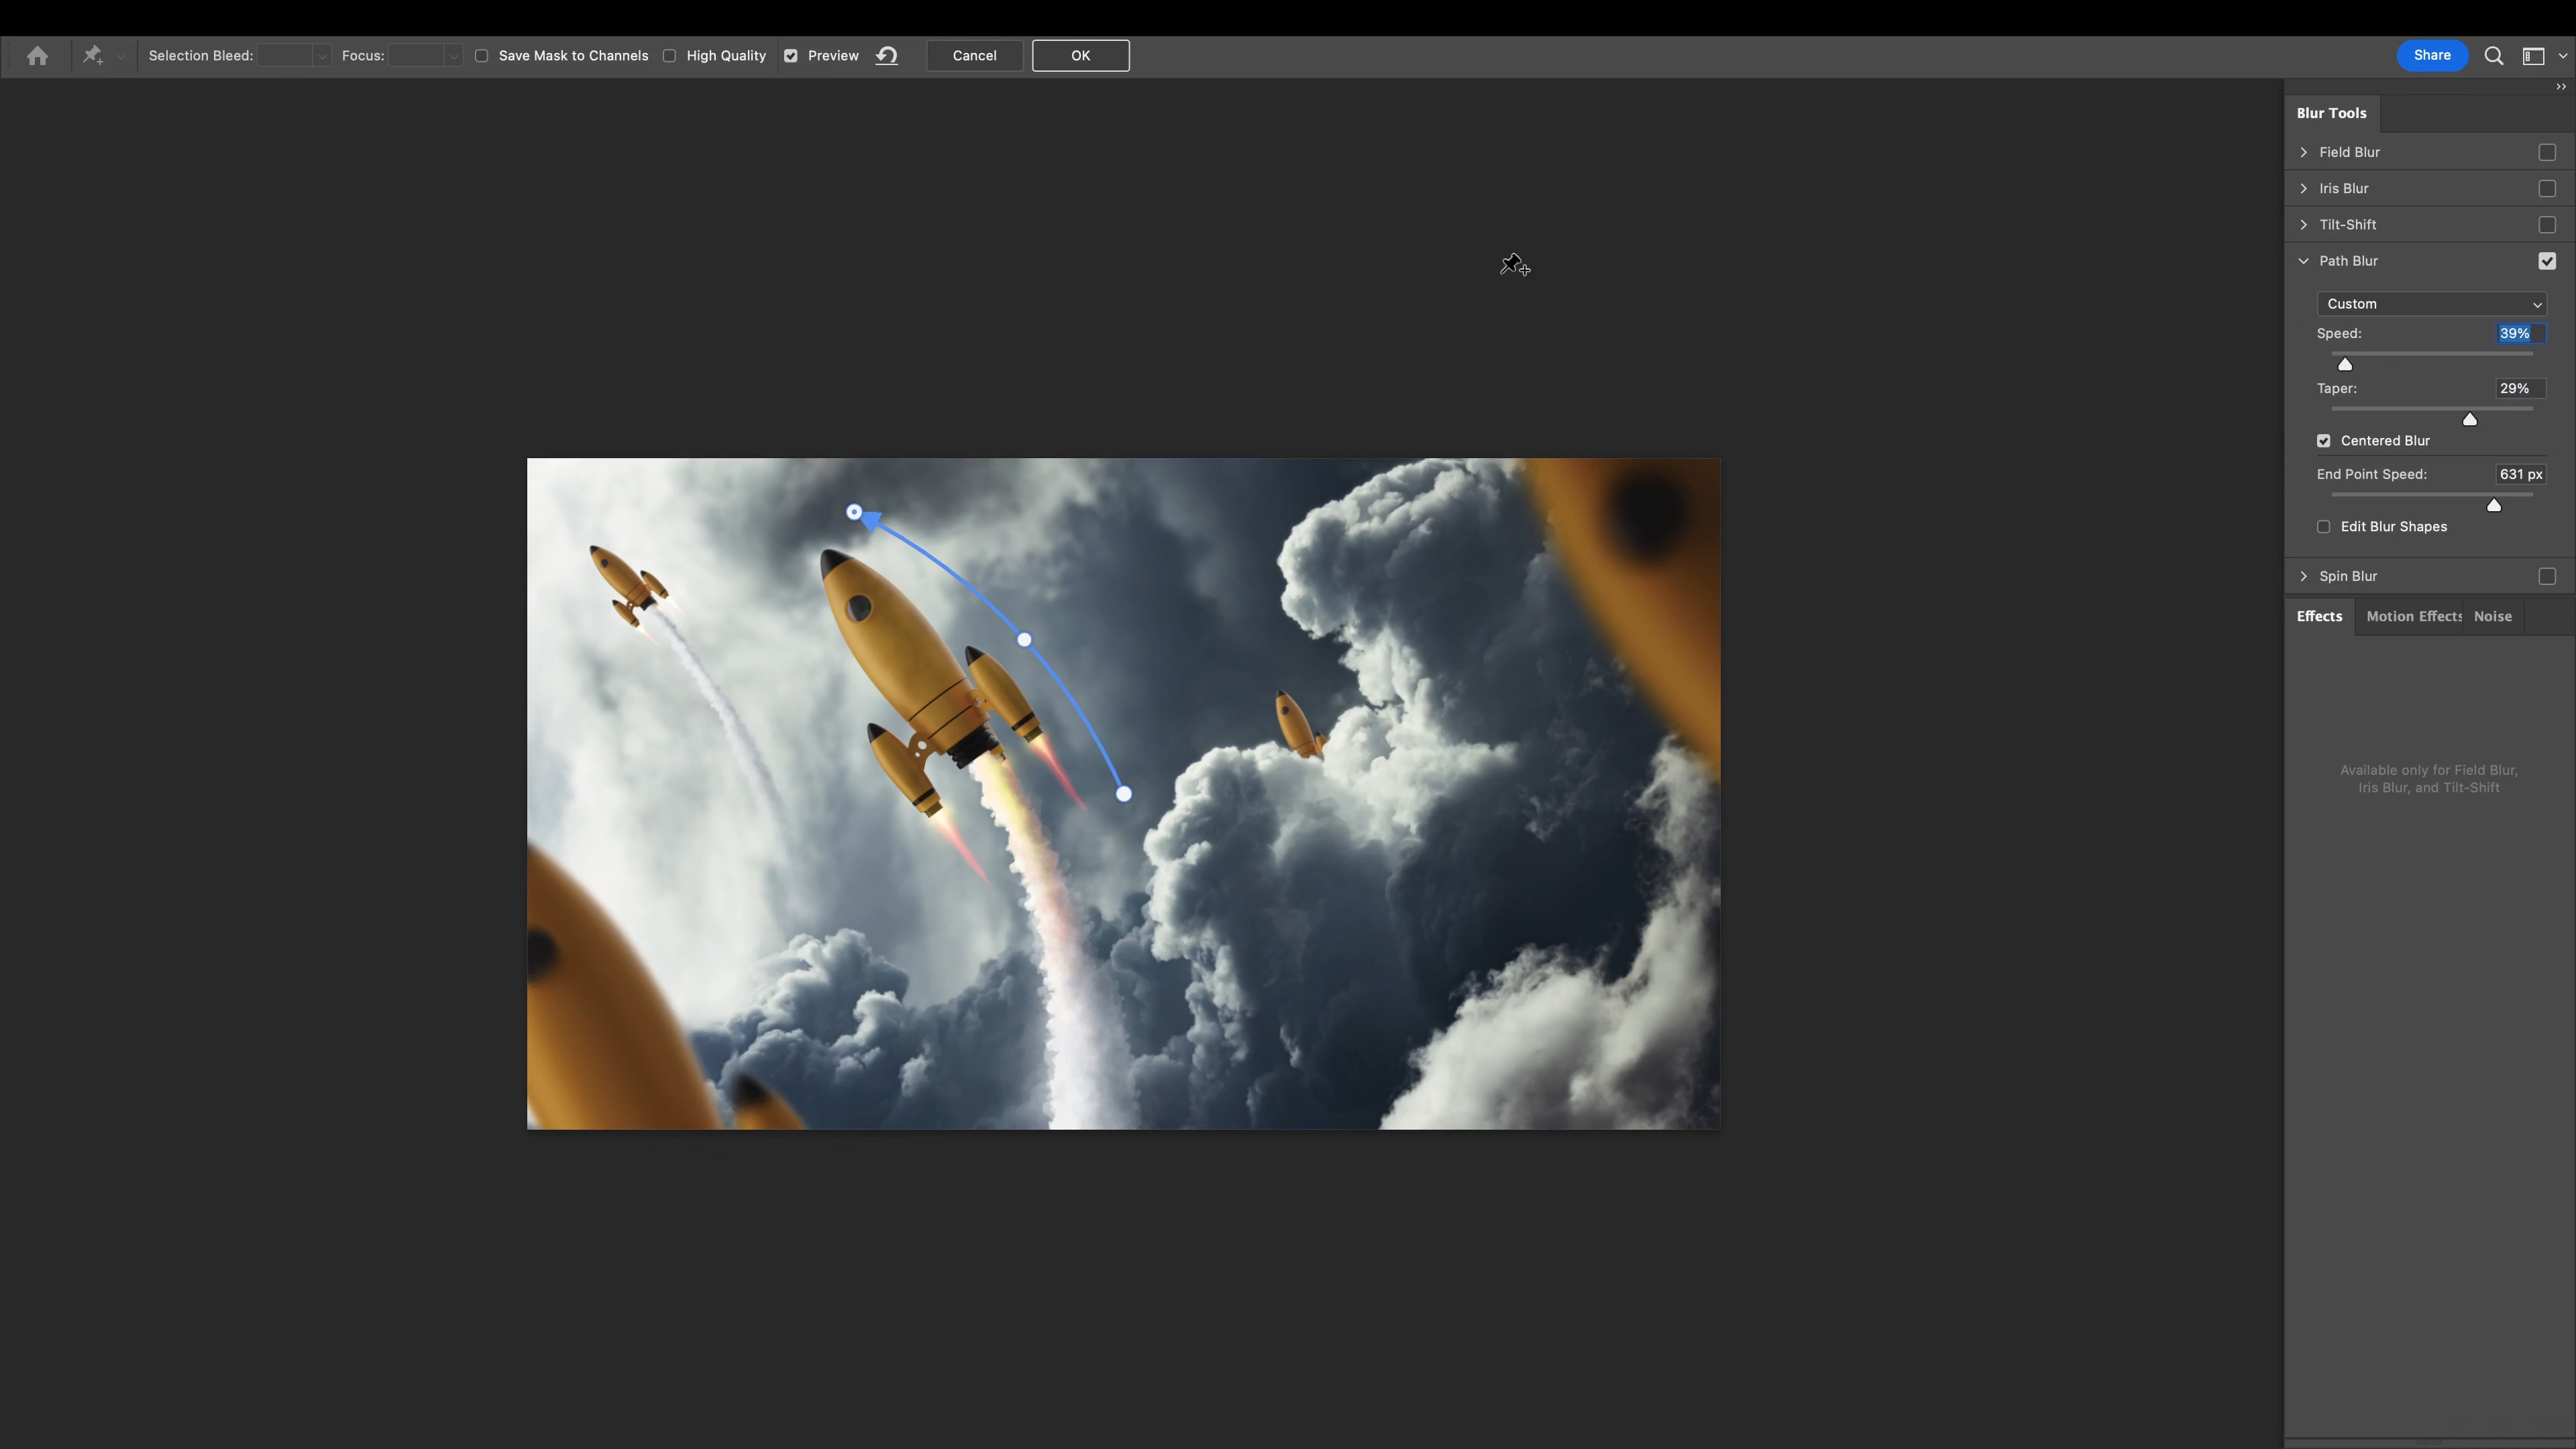 Selection Bleed: Focus: Save Mask to Channels High Quality Preview Cancel OK Share
Blur Tools
Field Blur
Iris Blur
Tilt-Shift
Path Blur
Custom
Speed: 39%
Taper: 29%
Centered Blur
End Point Speed: 631 px
Edit Blur Shapes
Spin Blur
Effects Motion Effects Noise
Available only for Field Blur,
Iris Blur, and Tilt-Shift